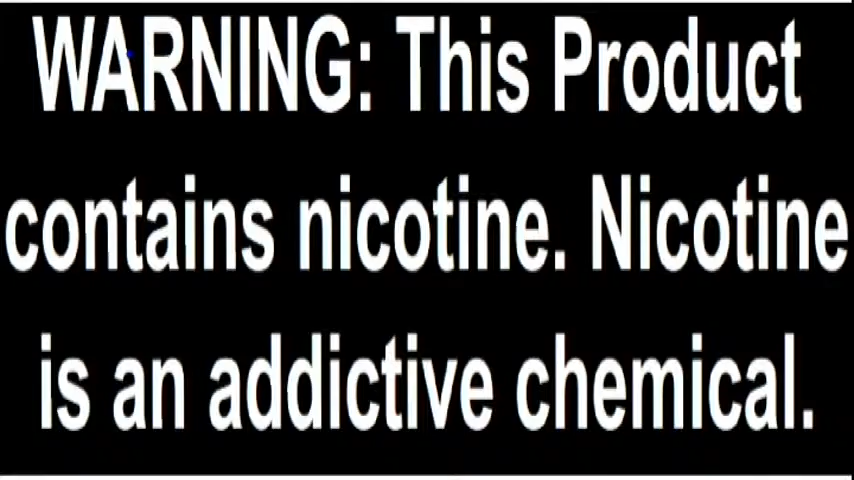 WARNING: This Product
contains nicotine. Nicotine
is an addictive chemical.